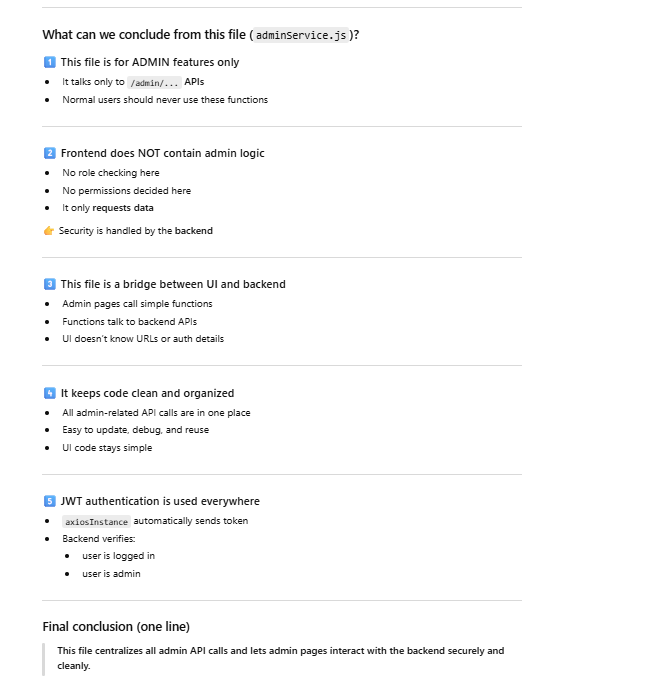 What can we conclude from this file (adminService.js)?
1 This file is for ADMIN features only
• It talks only to /admin/... APIs
• Normal users should never use these functions
2 Frontend does NOT contain admin logic
• No role checking here
• No permissions decided here
• It only requests data
👉 Security is handled by the backend
3 This file is a bridge between UI and backend
• Admin pages call simple functions
• Functions talk to backend APIs
• UI doesn't know URLs or auth details
4 It keeps code clean and organized
• All admin-related API calls are in one place
• Easy to update, debug, and reuse
• UI code stays simple
5 JWT authentication is used everywhere
• axiosInstance automatically sends token
• Backend verifies:
• user is logged in
• user is admin
Final conclusion (one line)
This file centralizes all admin API calls and lets admin pages interact with the backend securely and
cleanly.